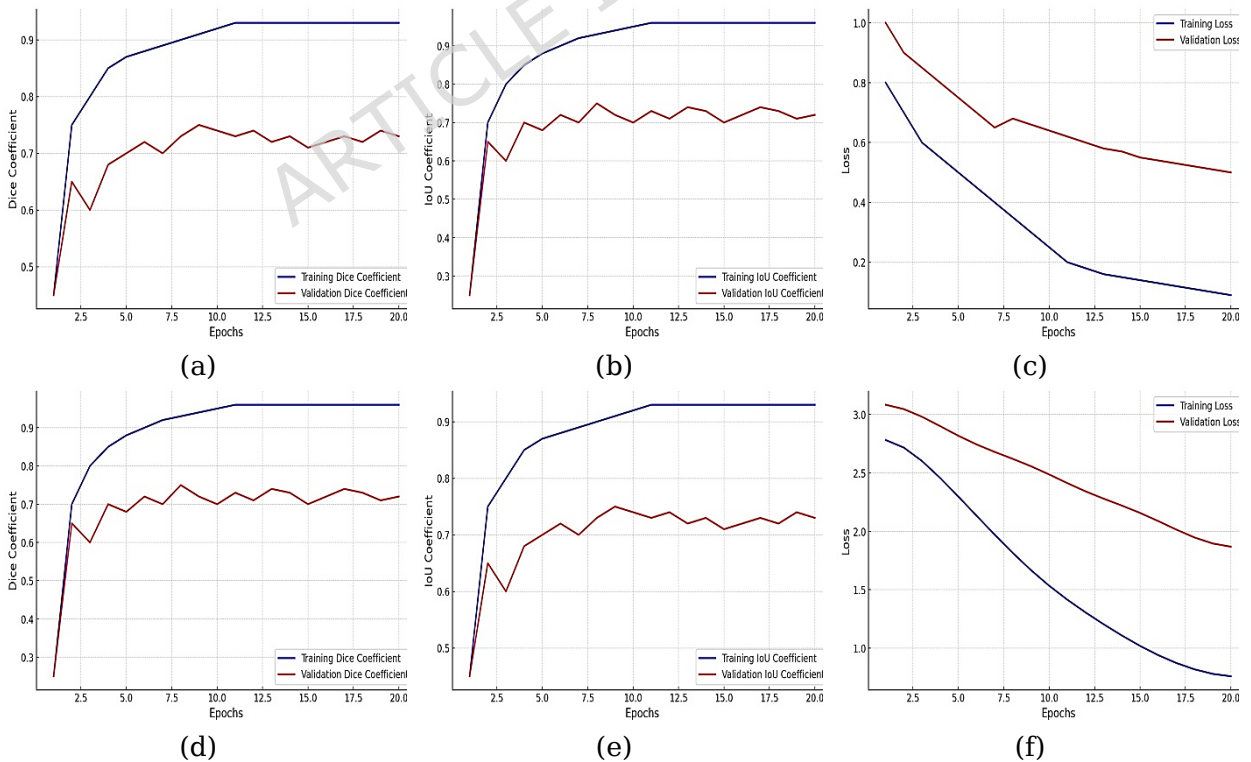 ARTICLE
0.9
0.8
0.7
0.6
0.5
Dice Coefficient
Training Dice Coefficient
Validation Dice Coefficient
2.5 5.0 7.5 10.0 12.5 15.0 17.5 20.0
Epochs
(a)
0.9
0.8
0.7
0.6
0.5
0.4
0.3
IoU Coefficient
Training IoU Coefficient
Validation IoU Coefficient
2.5 5.0 7.5 10.0 12.5 15.0 17.5 20.0
Epochs
(b)
1.0
0.8
0.6
0.4
0.2
Loss
Training Loss
Validation Loss
2.5 5.0 7.5 10.0 12.5 15.0 17.5 20.0
Epochs
(c)
0.9
0.8
0.7
0.6
0.5
0.4
0.3
Dice Coefficient
Training Dice Coefficient
Validation Dice Coefficient
2.5 5.0 7.5 10.0 12.5 15.0 17.5 20.0
Epochs
(d)
0.9
0.8
0.7
0.6
0.5
IoU Coefficient
Training IoU Coefficient
Validation IoU Coefficient
2.5 5.0 7.5 10.0 12.5 15.0 17.5 20.0
Epochs
(e)
3.0
2.5
2.0
1.5
1.0
Loss
Training Loss
Validation Loss
2.5 5.0 7.5 10.0 12.5 15.0 17.5 20.0
Epochs
(f)